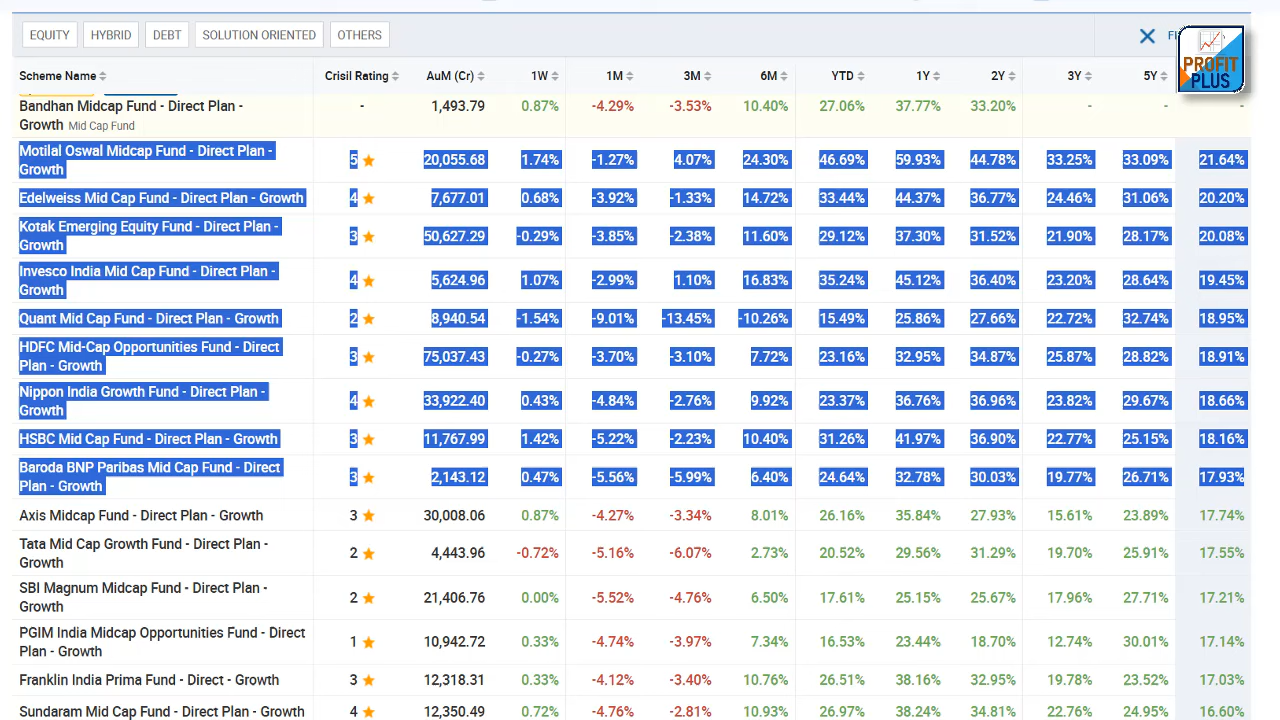 EQUITY HYBRID DEBT SOLUTION ORIENTED OTHERS
PROFIT
PLUS
Scheme Name Crisil Rating AuM (Cr) 1W 1M 3M 6M YTD 1Y 2Y 3Y 5Y
Bandhan Midcap Fund - Direct Plan - - 1,493.79 0.87% -4.29% -3.53% 10.40% 27.06% 37.77% 33.20% - - -
Growth Mid Cap Fund
Motilal Oswal Midcap Fund - Direct Plan - 5 20,055.68 1.74% -1.27% 4.07% 24.30% 46.69% 59.93% 44.78% 33.25% 33.09% 21.64%
Growth
Edelweiss Mid Cap Fund - Direct Plan - Growth 4 7,677.01 0.68% -3.92% -1.33% 14.72% 33.44% 44.37% 36.77% 24.46% 31.06% 20.20%
Kotak Emerging Equity Fund - Direct Plan - 3 50,627.29 -0.29% -3.85% -2.38% 11.60% 29.12% 37.30% 31.52% 21.90% 28.17% 20.08%
Growth
Invesco India Mid Cap Fund - Direct Plan - 4 5,624.96 1.07% -2.99% 1.10% 16.83% 35.24% 45.12% 36.40% 23.20% 28.64% 19.45%
Growth
Quant Mid Cap Fund - Direct Plan - Growth 2 8,940.54 -1.54% -9.01% -13.45% -10.26% 15.49% 25.86% 27.66% 22.72% 32.74% 18.95%
HDFC Mid-Cap Opportunities Fund - Direct 3 75,037.43 -0.27% -3.70% -3.10% 7.72% 23.16% 32.95% 34.87% 25.87% 28.82% 18.91%
Plan - Growth
Nippon India Growth Fund - Direct Plan - 4 33,922.40 0.43% -4.84% -2.76% 9.92% 23.37% 36.76% 36.96% 23.82% 29.67% 18.66%
Growth
HSBC Mid Cap Fund - Direct Plan - Growth 3 11,767.99 1.42% -5.22% -2.23% 10.40% 31.26% 41.97% 36.90% 22.77% 25.15% 18.16%
Baroda BNP Paribas Mid Cap Fund - Direct 3 2,143.12 0.47% -5.56% -5.99% 6.40% 24.64% 32.78% 30.03% 19.77% 26.71% 17.93%
Plan - Growth
Axis Midcap Fund - Direct Plan - Growth 3 30,008.06 0.87% -4.27% -3.34% 8.01% 26.16% 35.84% 27.93% 15.61% 23.89% 17.74%
Tata Mid Cap Growth Fund - Direct Plan - 2 4,443.96 -0.72% -5.16% -6.07% 2.73% 20.52% 29.56% 31.29% 19.70% 25.91% 17.55%
Growth
SBI Magnum Midcap Fund - Direct Plan - 2 21,406.76 0.00% -5.52% -4.76% 6.50% 17.61% 25.15% 25.67% 17.96% 27.71% 17.21%
Growth
PGIM India Midcap Opportunities Fund - Direct 1 10,942.72 0.33% -4.74% -3.97% 7.34% 16.53% 23.44% 18.70% 12.74% 30.01% 17.14%
Plan - Growth
Franklin India Prima Fund - Direct - Growth 3 12,318.31 0.33% -4.12% -3.40% 10.76% 26.51% 38.16% 32.95% 19.78% 23.52% 17.03%
Sundaram Mid Cap Fund - Direct Plan - Growth 4 12,350.49 0.72% -4.76% -2.81% 10.93% 26.97% 38.24% 34.81% 22.76% 24.95% 16.60%